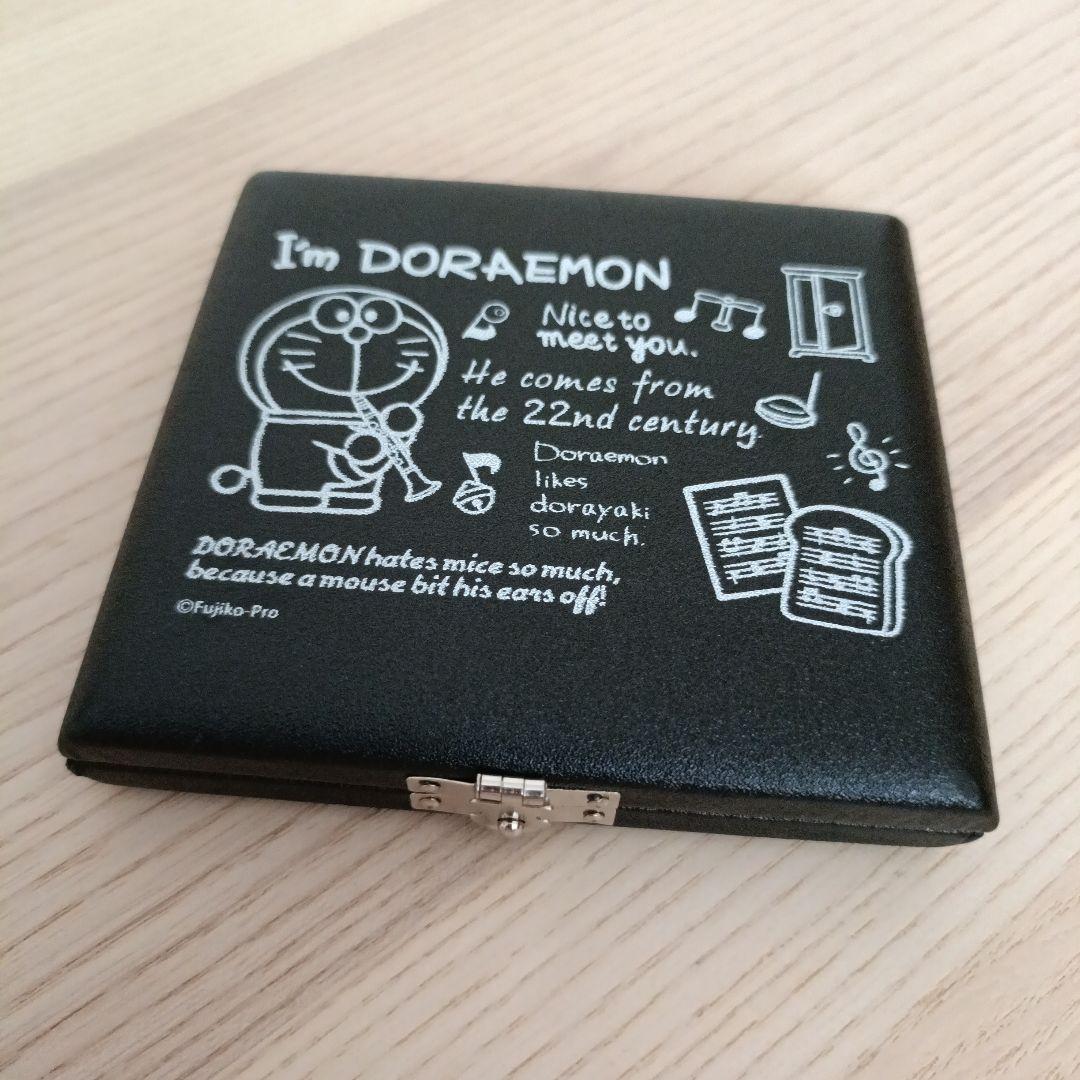 I'm DORAEMON
Nice to
meet you.
He comes from
the 22nd century.
Doraemon
likes
dorayaki
so much.
DORAEMON hates mice so much,
because a mouse bit his ears off!
©Fujiko-Pro